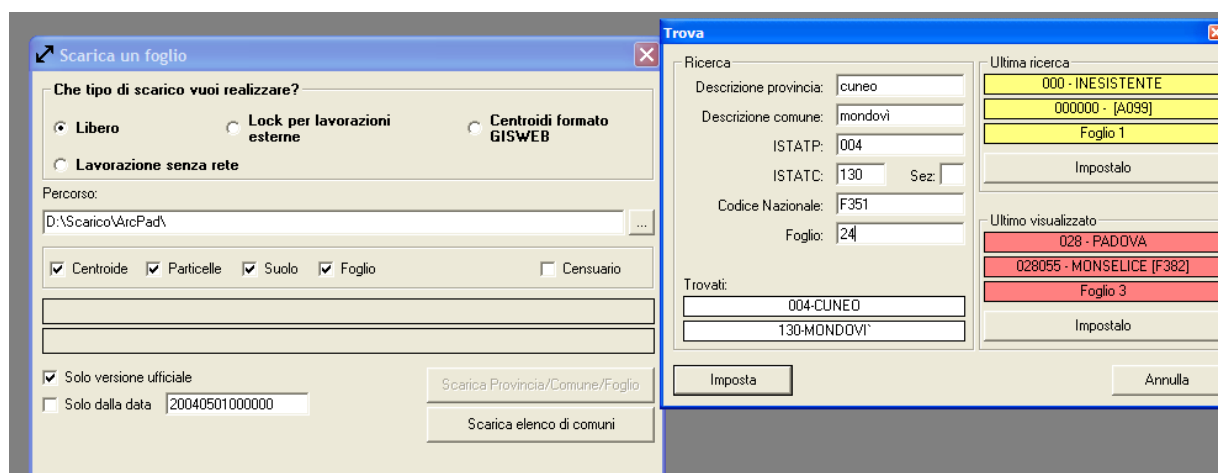 Scarica un foglio
Che tipo di scarico vuoi realizzare?
Libero
Lock per lavorazioni esterne
Centroidi formato GISWEB
Lavorazione senza rete
Percorso:
D:\Scarico\ArcPad\
...
Centroide
Particelle
Suolo
Foglio
Censuario
Solo versione ufficiale
Solo dalla data
20040501000000
Scarica Provincia/Comune/Foglio
Scarica elenco di comuni
Trova
Ricerca
Descrizione provincia: cuneo
Descrizione comune: mondovì
ISTATP: 004
ISTATC: 130 Sez:
Codice Nazionale: F351
Foglio: 24
Trovati:
004-CUNEO
130-MONDOVI`
Imposta
Ultima ricerca
000 - INESISTENTE
000000 - [A099]
Foglio 1
Impostalo
Ultimo visualizzato
028 - PADOVA
028055 - MONSELICE [F382]
Foglio 3
Impostalo
Annulla